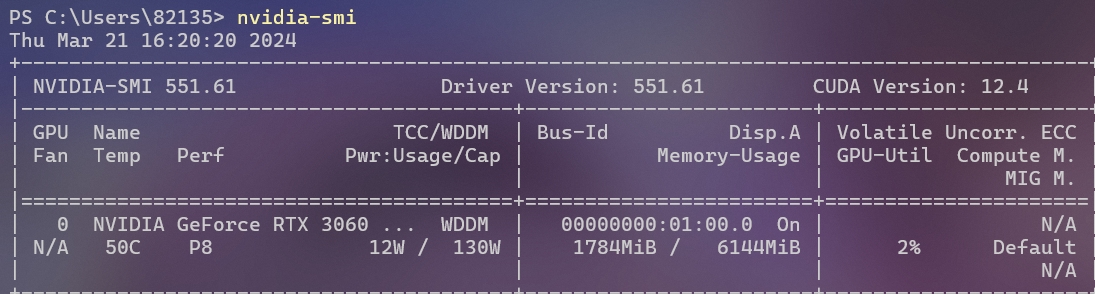 PS C:\Users\82135> nvidia-smi
Thu Mar 21 16:20:20 2024
+-----------------------------------------------------------------------------------------+
| NVIDIA-SMI 551.61                 Driver Version: 551.61         CUDA Version: 12.4     |
|-----------------------------------------+------------------------+----------------------+
| GPU  Name                     TCC/WDDM  | Bus-Id          Disp.A | Volatile Uncorr. ECC |
| Fan  Temp   Perf          Pwr:Usage/Cap |           Memory-Usage | GPU-Util  Compute M. |
|                                         |                        |               MIG M. |
|=========================================+========================+======================|
|   0  NVIDIA GeForce RTX 3060 ...  WDDM  |   00000000:01:00.0  On |                  N/A |
| N/A   50C    P8             12W /  130W |    1784MiB /   6144MiB |      2%      Default |
|                                         |                        |                  N/A |
+-----------------------------------------+------------------------+----------------------+